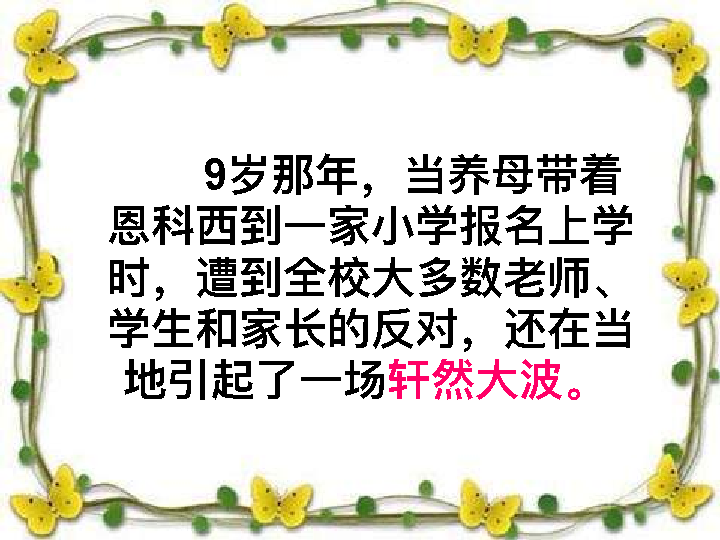 9岁那年，当养母带着
恩科西到一家小学报名上学
时，遭到全校大多数老师、
学生和家长的反对，还在当
地引起了一场轩然大波。